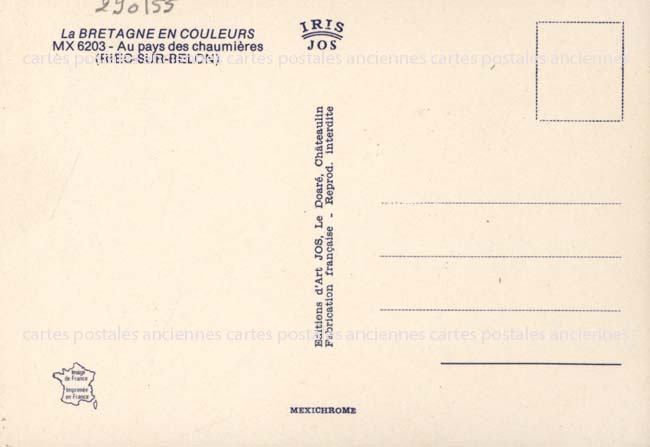 290155
La BRETAGNE EN COULEURS
MX 6203 - Au pays des chaumières
(RIEC-SUR-BELON)
IRIS
JOS
cartes postales anciennes cartes postales anciennes cartes postales anciennes
Editions d'Art JOS, Le Doaré, Châteaulin
Fabrication française - Reprod. interdite
cartes postales anciennes cartes postales anciennes cartes postales anciennes
Image
de France
Imprimée
en France
MEXICHROME